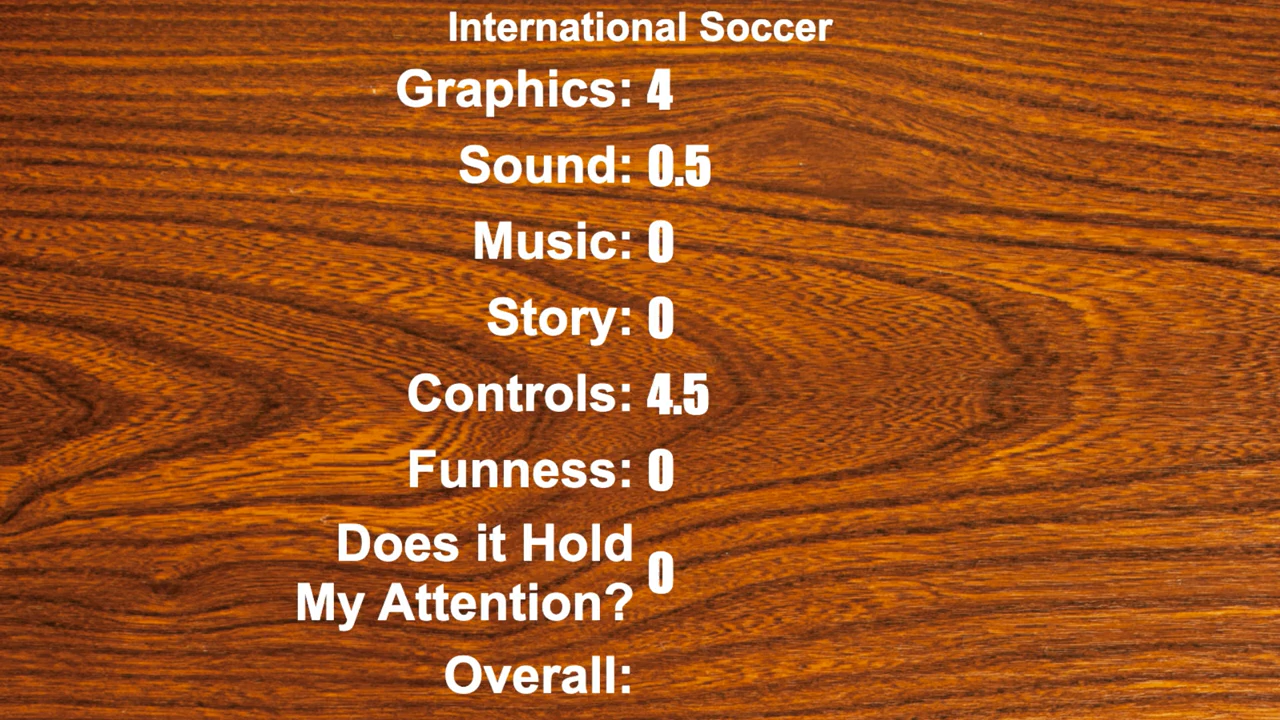 International Soccer
Graphics: 4
Sound: 0.5
Music: 0
Story: 0
Controls: 4.5
Funness: 0
Does it Hold
My Attention? 0
Overall: